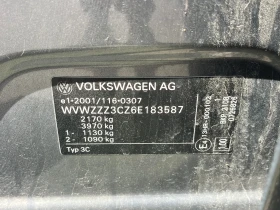 VOLKSWAGEN AG
e1*2001/116*0307
WVWZZZ3CZ6E183587
2170 kg
3970 kg
1 - 1130 kg
2 - 1090 kg
Typ 3C